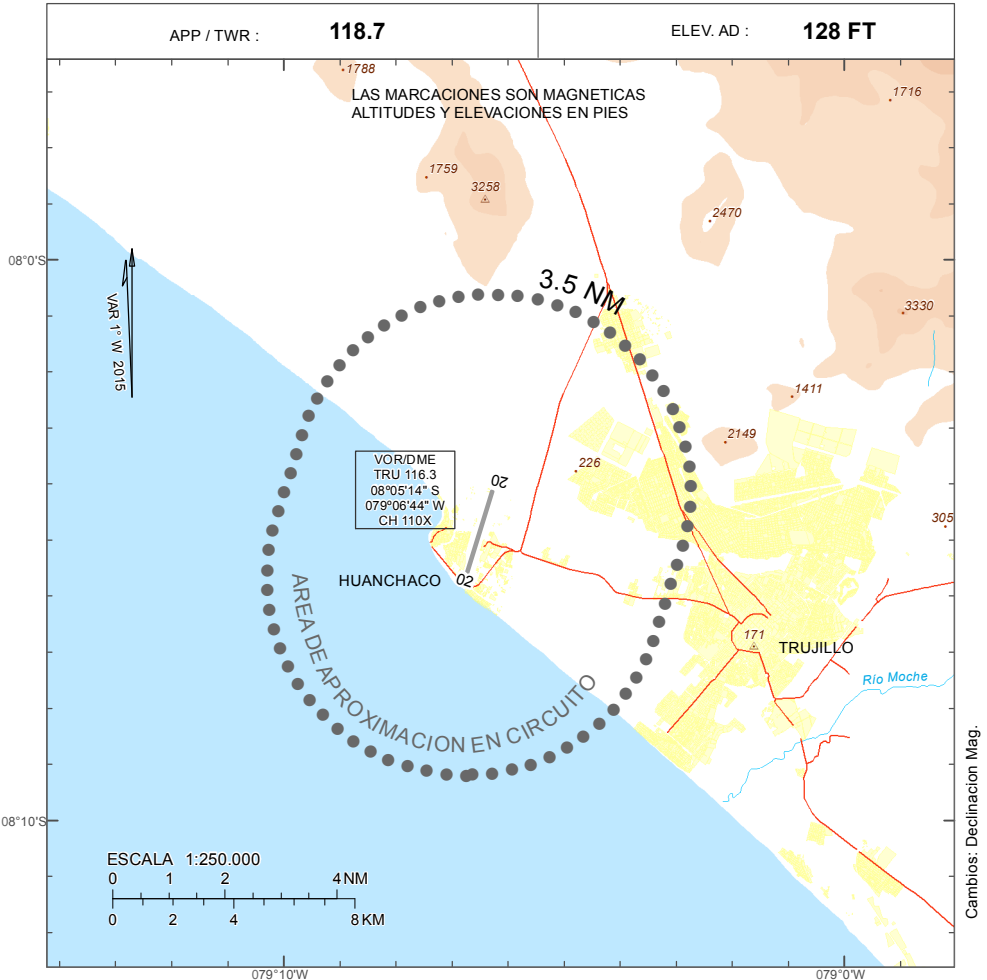 APP / TWR : 118.7
ELEV. AD : 128 FT
1788
LAS MARCACIONES SON MAGNETICAS
ALTITUDES Y ELEVACIONES EN PIES
1716
1759
3258
2470
08°0'S
3.5 NM
VAR 1° W 2015
3330
1411
2149
226
VOR/DME
TRU 116.3
08°05'14" S
079°06'44" W
CH 110X
20
305
HUANCHACO
02
AREA DE APROXIMACION EN CIRCUITO
171
TRUJILLO
Rio Moche
08°10'S
ESCALA 1:250.000
0 1 2 4 NM
0 2 4 8 KM
079°10'W
079°0'W
Cambios: Declinacion Mag.